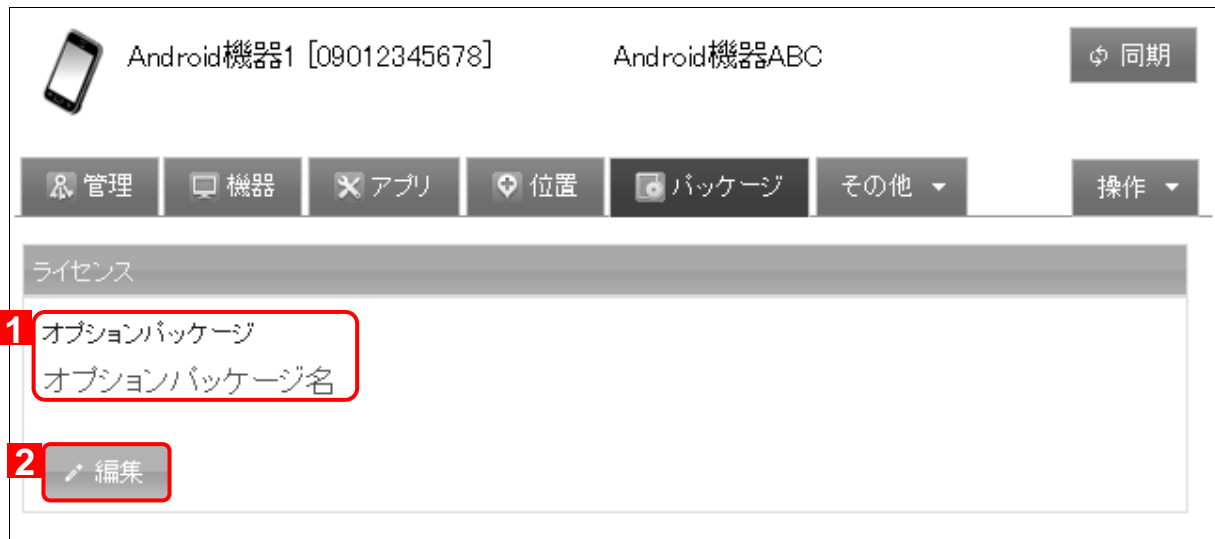 Android機器1 [09012345678] Android機器ABC 同期
管理 機器 アプリ 位置 パッケージ その他 操作
ライセンス
1 オプションパッケージ
オプションパッケージ名
2 編集